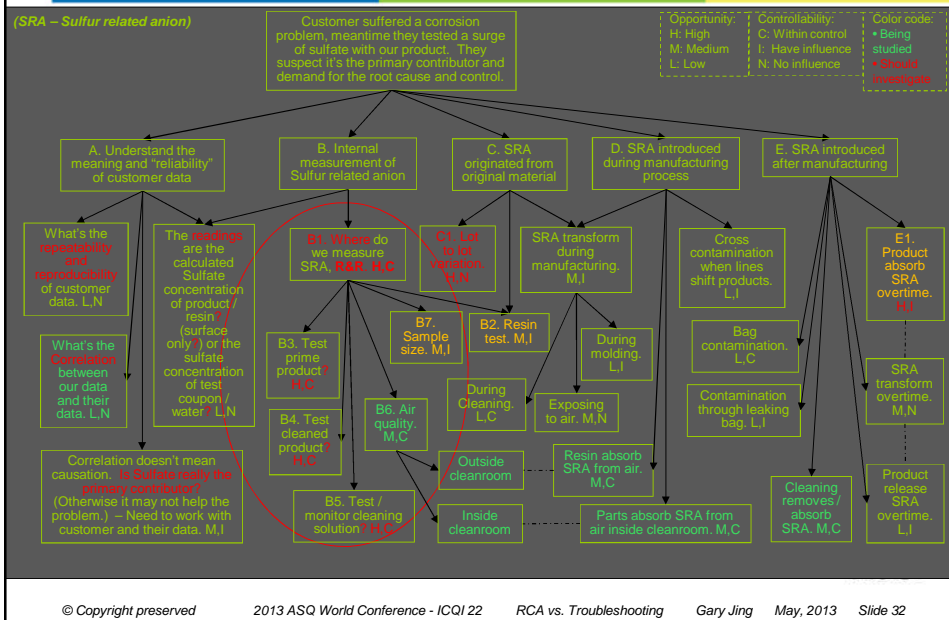 (SRA – Sulfur related anion)
Customer suffered a corrosion
problem, meantime they tested a surge
of sulfate with our product. They
suspect it's the primary contributor and
demand for the root cause and control.
Opportunity:
H: High
M: Medium
L: Low
Controllability:
C: Within control
I: Have influence
N: No influence
Color code:
• Being
studied
• Should
investigate
A. Understand the
meaning and "reliability"
of customer data
B. Internal
measurement of
Sulfur related anion
C. SRA
originated from
original material
D. SRA introduced
during manufacturing
process
E. SRA introduced
after manufacturing
What's the
repeatability
and
reproducibility
of customer
data. L,N
The readings
are the
calculated
Sulfate
concentration
of product /
resin?
(surface
only?) or the
sulfate
concentration
of test
coupon /
water? L,N
B1. Where do
we measure
SRA, R&R. H,C
C1. Lot
to lot
variation.
H,N
SRA transform
during
manufacturing.
M,I
Cross
contamination
when lines
shift products.
L,I
E1.
Product
absorb
SRA
overtime.
H,I
What's the
Correlation
between
our data
and their
data. L,N
B3. Test
prime
product?
H,C
B7.
Sample
size. M,I
B2. Resin
test. M,I
During
molding.
L,I
Bag
contamination.
L,C
B4. Test
cleaned
product?
H,C
B6. Air
quality.
M,C
During
Cleaning.
L,C
Exposing
to air. M,N
Contamination
through leaking
bag. L,I
SRA
transform
overtime.
M,N
Correlation doesn't mean
causation. Is Sulfate really the
primary contributor?
(Otherwise it may not help the
problem.) – Need to work with
customer and their data. M,I
B5. Test /
monitor cleaning
solution? H,C
Outside
cleanroom
Resin absorb
SRA from air.
M,C
Inside
cleanroom
Parts absorb SRA from
air inside cleanroom. M,C
Cleaning
removes /
absorb
SRA. M,C
Product
release
SRA
overtime.
L,I
© Copyright preserved 2013 ASQ World Conference - ICQI 22 RCA vs. Troubleshooting Gary Jing May, 2013 Slide 32